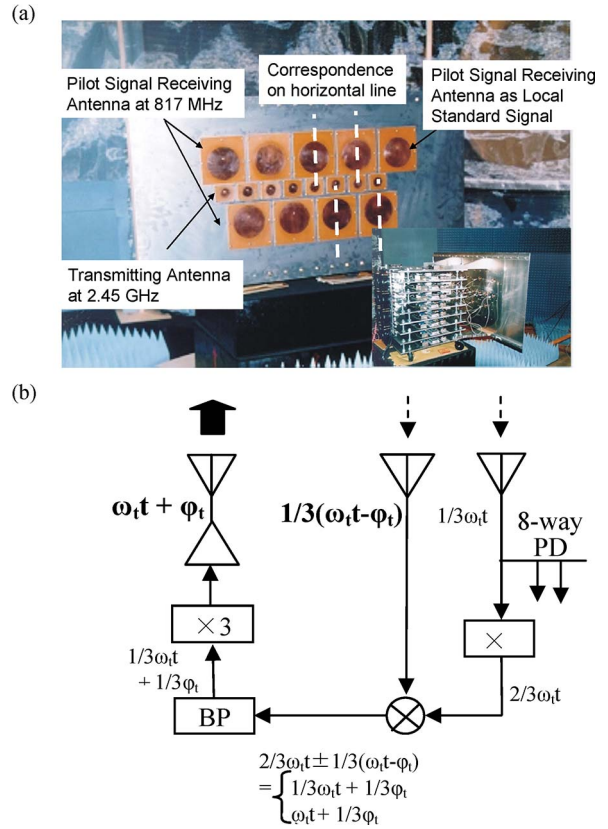 (a)
Pilot Signal Receiving
Antenna at 817 MHz
Correspondence
on horizontal line
Pilot Signal Receiving
Antenna as Local
Standard Signal
Transmitting Antenna
at 2.45 GHz
(b)
ωₜt + φₜ
1/3(ωₜt-φₜ)
1/3ωₜt
8-way
PD
×3
×
1/3ωₜt
+ 1/3φₜ
2/3ωₜt
BP
2/3ωₜt±1/3(ωₜt-φₜ)
= 1/3ωₜt + 1/3φₜ
ωₜt + 1/3φₜ